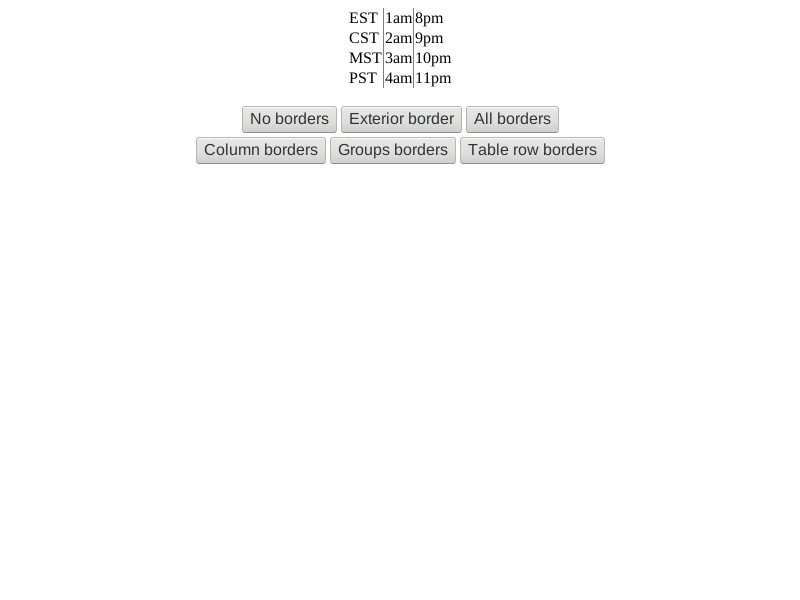 EST 1am 8pm
CST 2am 9pm
MST 3am 10pm
PST 4am 11pm
No borders Exterior border All borders
Column borders Groups borders Table row borders